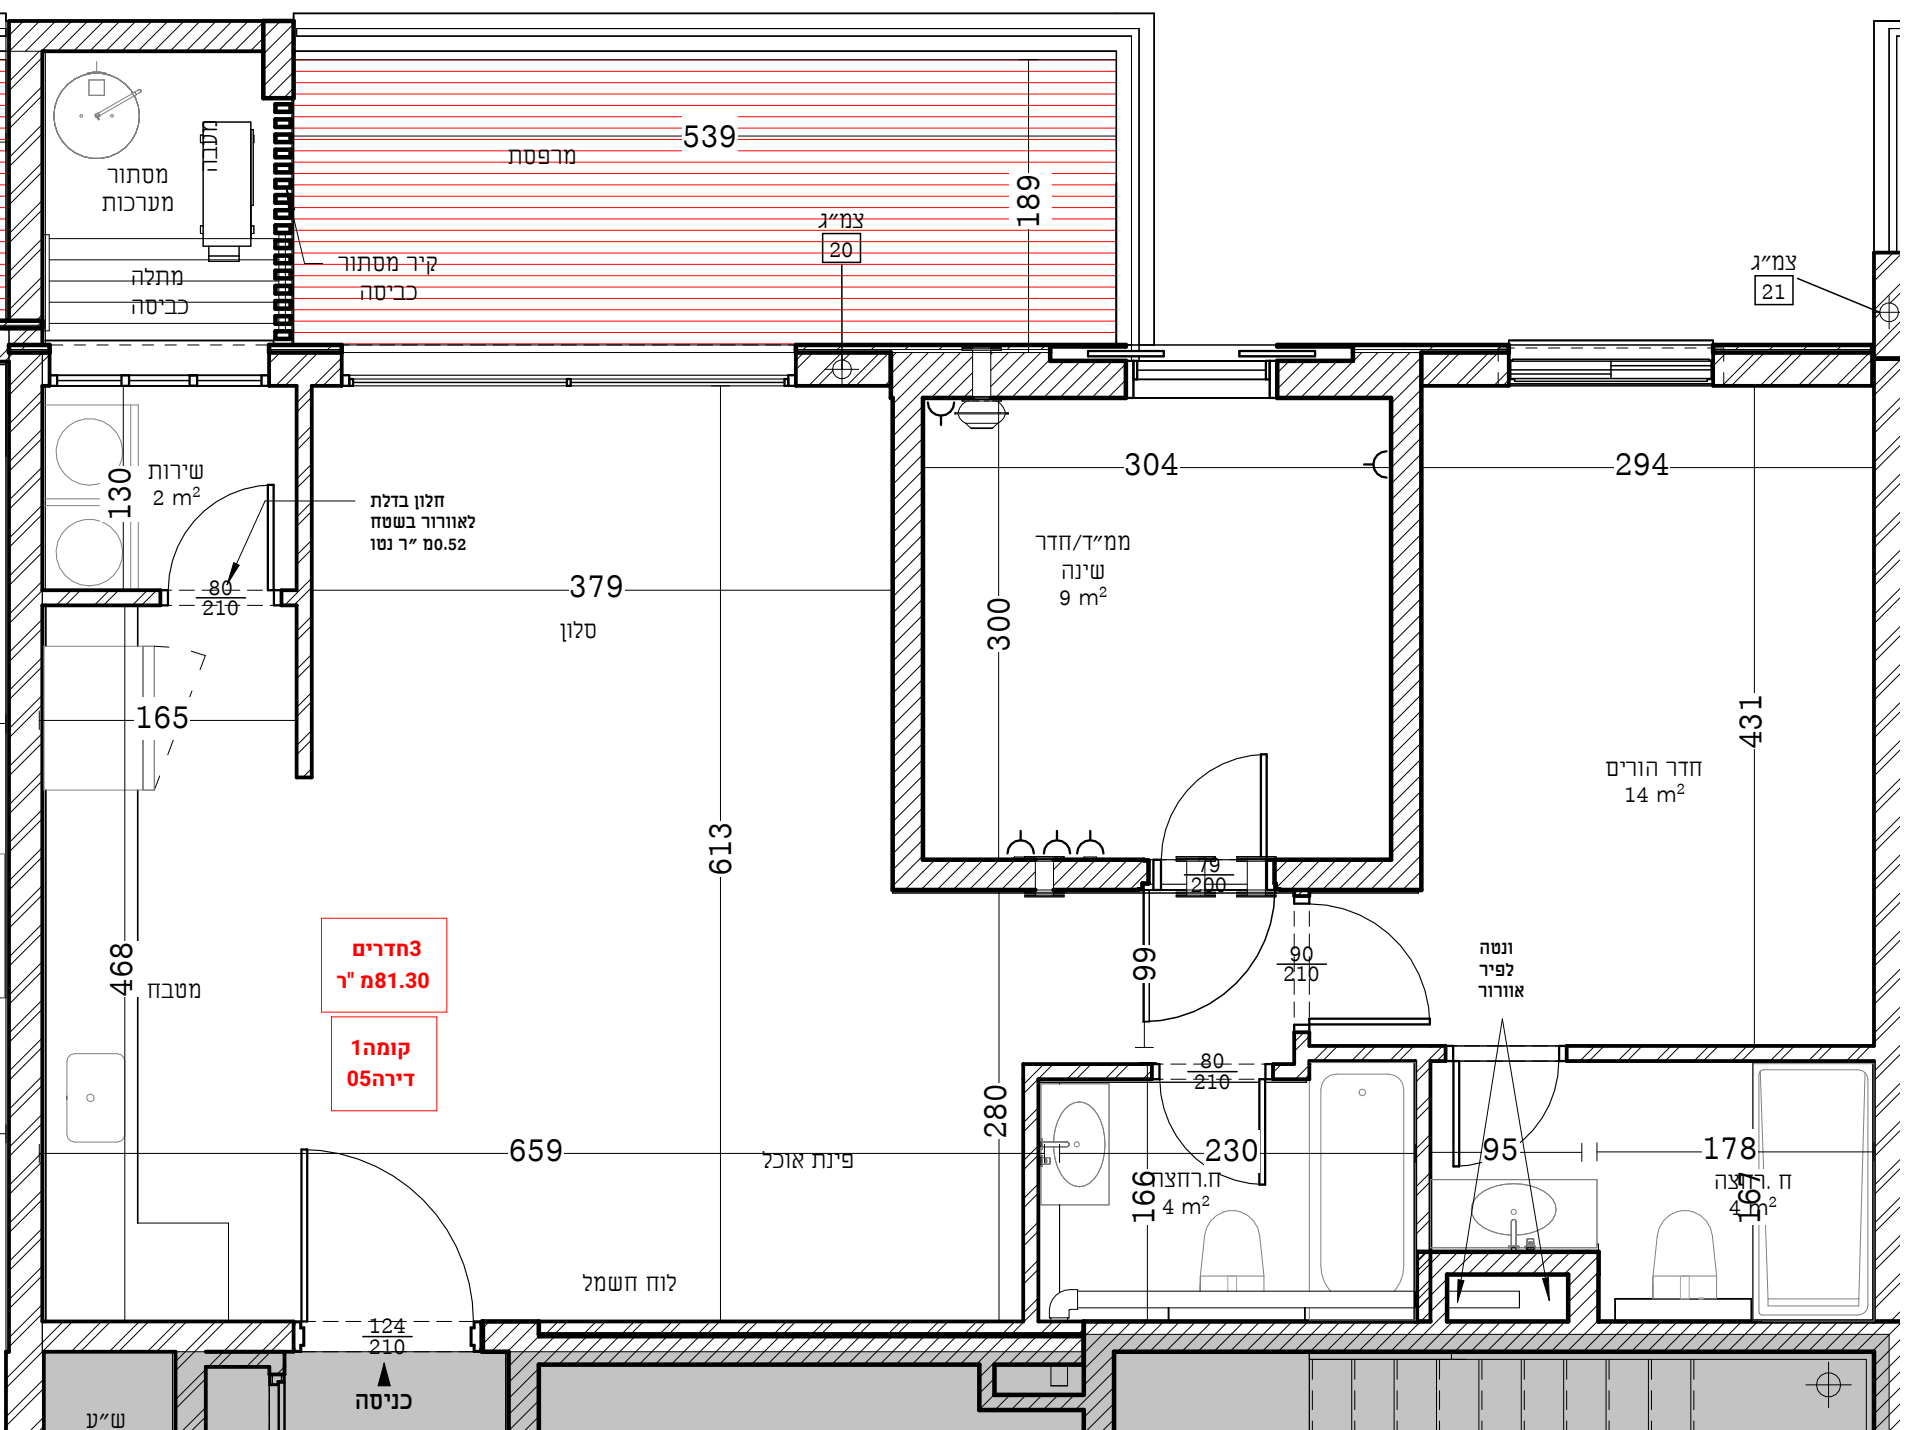 539
מרפסת
189
צמ״ג
20
צמ״ג
21
מעבה
מסתור
מערכות
מתלה
כביסה
קיר מסתור
כביסה
שירות
2 m²
130
80
210
חלון בדלת
לאוורור בשטח
0.52מ ״ר נטו
379
סלון
165
304
ממ״ד/חדר
שינה
9 m²
300
294
431
חדר הורים
14 m²
613
79
200
3חדרים
81.30מ "ר
קומה1
דירה05
468
מטבח
99
90
210
ונטה
לפיר
אוורור
80
210
280
659
פינת אוכל
230
ח.רחצה
4 m²
166
95
178
ח .רחצה
4 m²
167
לוח חשמל
124
210
כניסה
ש״ע